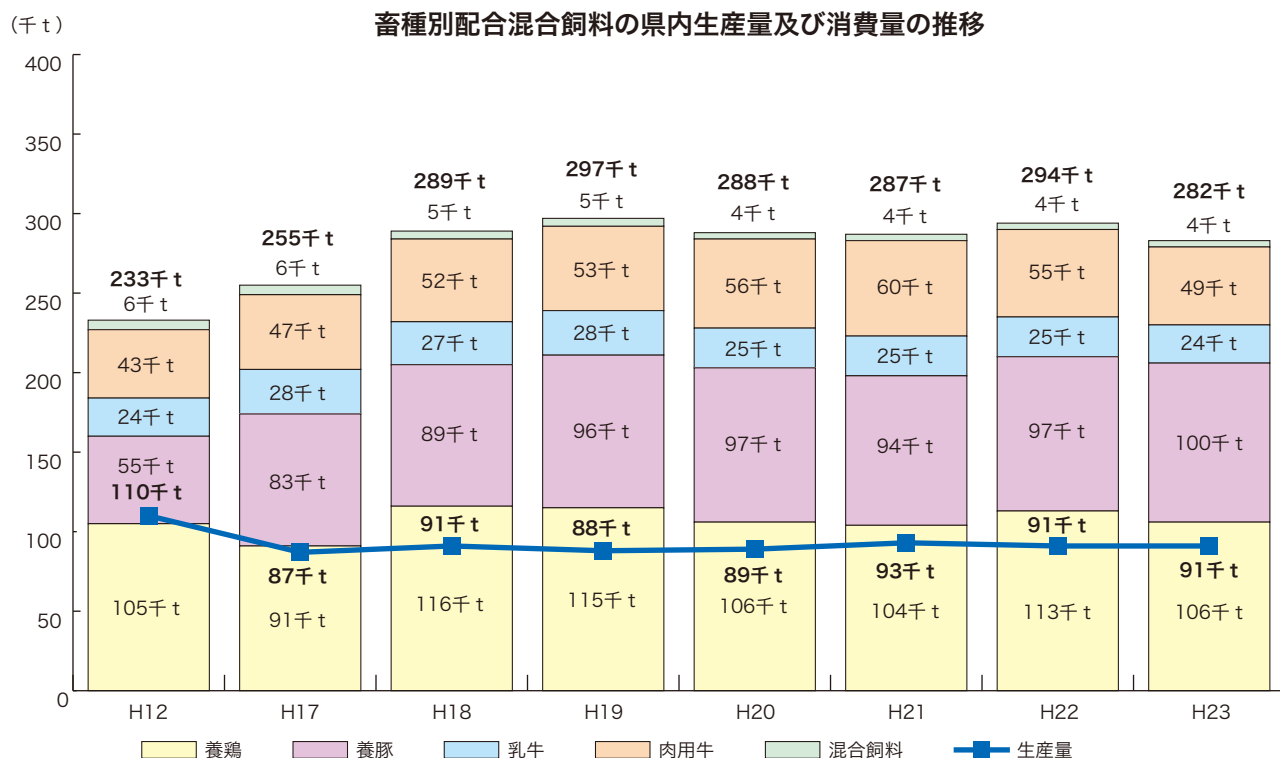 畜種別配合混合飼料の県内生産量及び消費量の推移
（千ｔ）
400
350
300
250
200
150
100
50
0
233千ｔ
6千ｔ
43千ｔ
24千ｔ
55千ｔ
110千ｔ
105千ｔ
255千ｔ
6千ｔ
47千ｔ
28千ｔ
83千ｔ
87千ｔ
91千ｔ
289千ｔ
5千ｔ
52千ｔ
27千ｔ
89千ｔ
91千ｔ
116千ｔ
297千ｔ
5千ｔ
53千ｔ
28千ｔ
96千ｔ
88千ｔ
115千ｔ
288千ｔ
4千ｔ
56千ｔ
25千ｔ
97千ｔ
89千ｔ
106千ｔ
287千ｔ
4千ｔ
60千ｔ
25千ｔ
94千ｔ
93千ｔ
104千ｔ
294千ｔ
4千ｔ
55千ｔ
25千ｔ
97千ｔ
91千ｔ
113千ｔ
282千ｔ
4千ｔ
49千ｔ
24千ｔ
100千ｔ
91千ｔ
106千ｔ
H12 H17 H18 H19 H20 H21 H22 H23
養鶏 養豚 乳牛 肉用牛 混合飼料 生産量